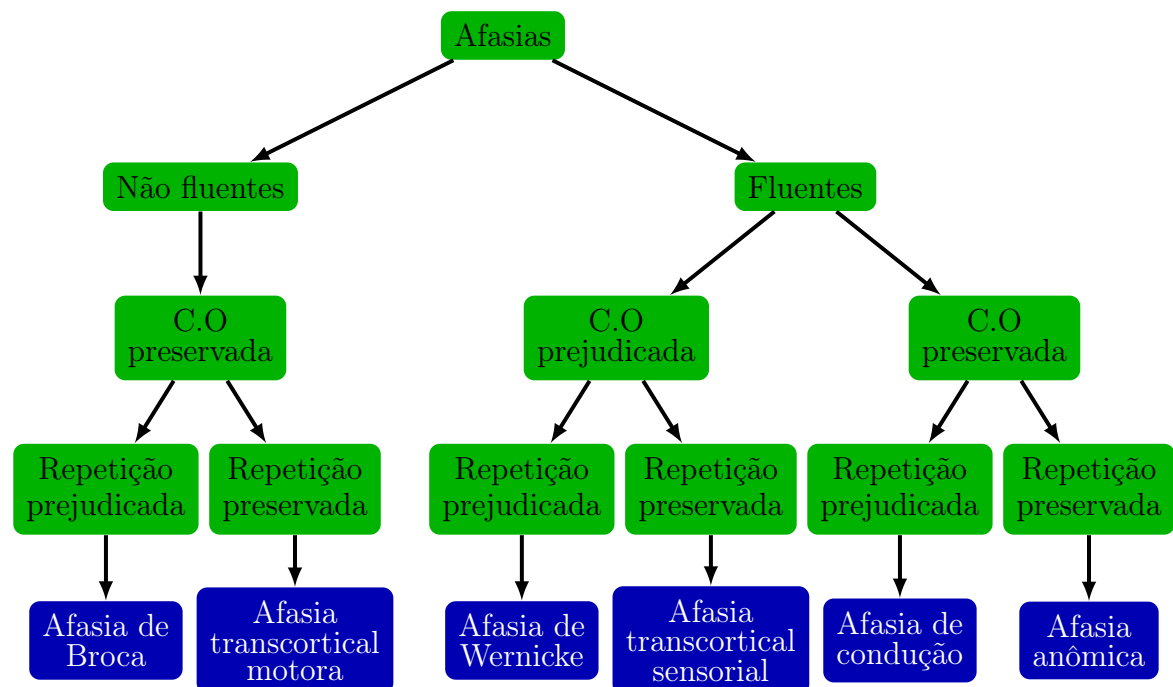 Afasias
Não fluentes
Fluentes
C.O
preservada
C.O
prejudicada
C.O
preservada
Repetição
prejudicada
Repetição
preservada
Repetição
prejudicada
Repetição
preservada
Repetição
prejudicada
Repetição
preservada
Afasia de
Broca
Afasia
transcortical
motora
Afasia de
Wernicke
Afasia
transcortical
sensorial
Afasia de
condução
Afasia
anômica